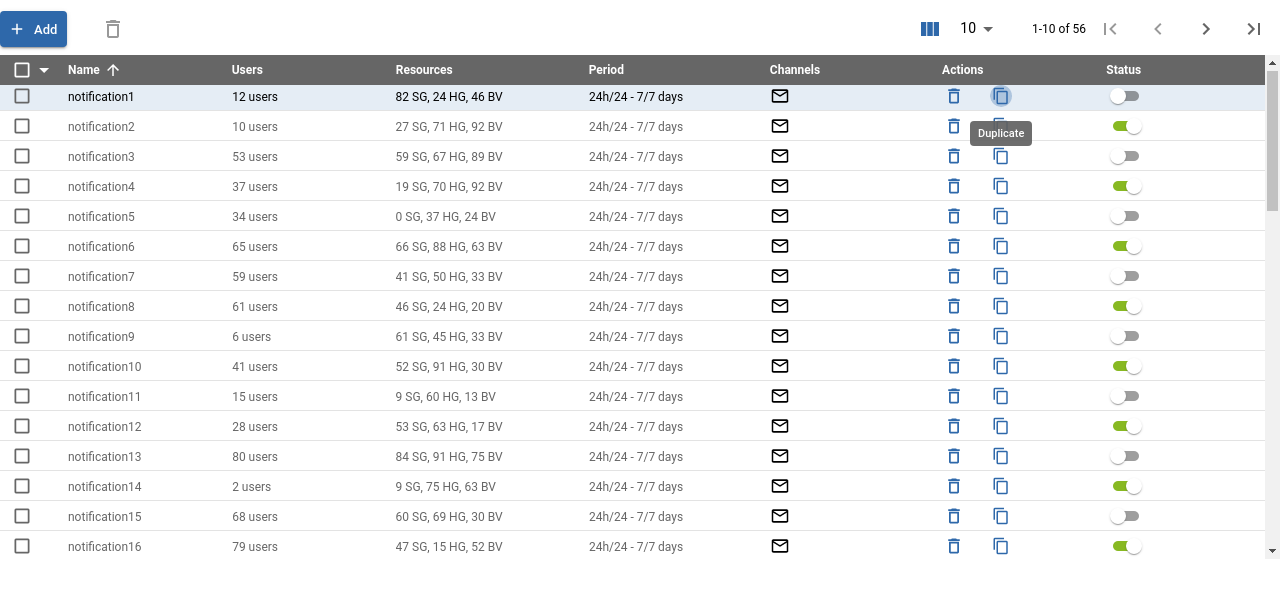 Add 10 1-10 of 56
Name Users Resources Period Channels Actions Status
notification1 12 users 82 SG, 24 HG, 46 BV 24h/24 - 7/7 days
notification2 10 users 27 SG, 71 HG, 92 BV 24h/24 - 7/7 days
Duplicate
notification3 53 users 59 SG, 67 HG, 89 BV 24h/24 - 7/7 days
notification4 37 users 19 SG, 70 HG, 92 BV 24h/24 - 7/7 days
notification5 34 users 0 SG, 37 HG, 24 BV 24h/24 - 7/7 days
notification6 65 users 66 SG, 88 HG, 63 BV 24h/24 - 7/7 days
notification7 59 users 41 SG, 50 HG, 33 BV 24h/24 - 7/7 days
notification8 61 users 46 SG, 24 HG, 20 BV 24h/24 - 7/7 days
notification9 6 users 61 SG, 45 HG, 33 BV 24h/24 - 7/7 days
notification10 41 users 52 SG, 91 HG, 30 BV 24h/24 - 7/7 days
notification11 15 users 9 SG, 60 HG, 13 BV 24h/24 - 7/7 days
notification12 28 users 53 SG, 63 HG, 17 BV 24h/24 - 7/7 days
notification13 80 users 84 SG, 91 HG, 75 BV 24h/24 - 7/7 days
notification14 2 users 9 SG, 75 HG, 63 BV 24h/24 - 7/7 days
notification15 68 users 60 SG, 69 HG, 30 BV 24h/24 - 7/7 days
notification16 79 users 47 SG, 15 HG, 52 BV 24h/24 - 7/7 days